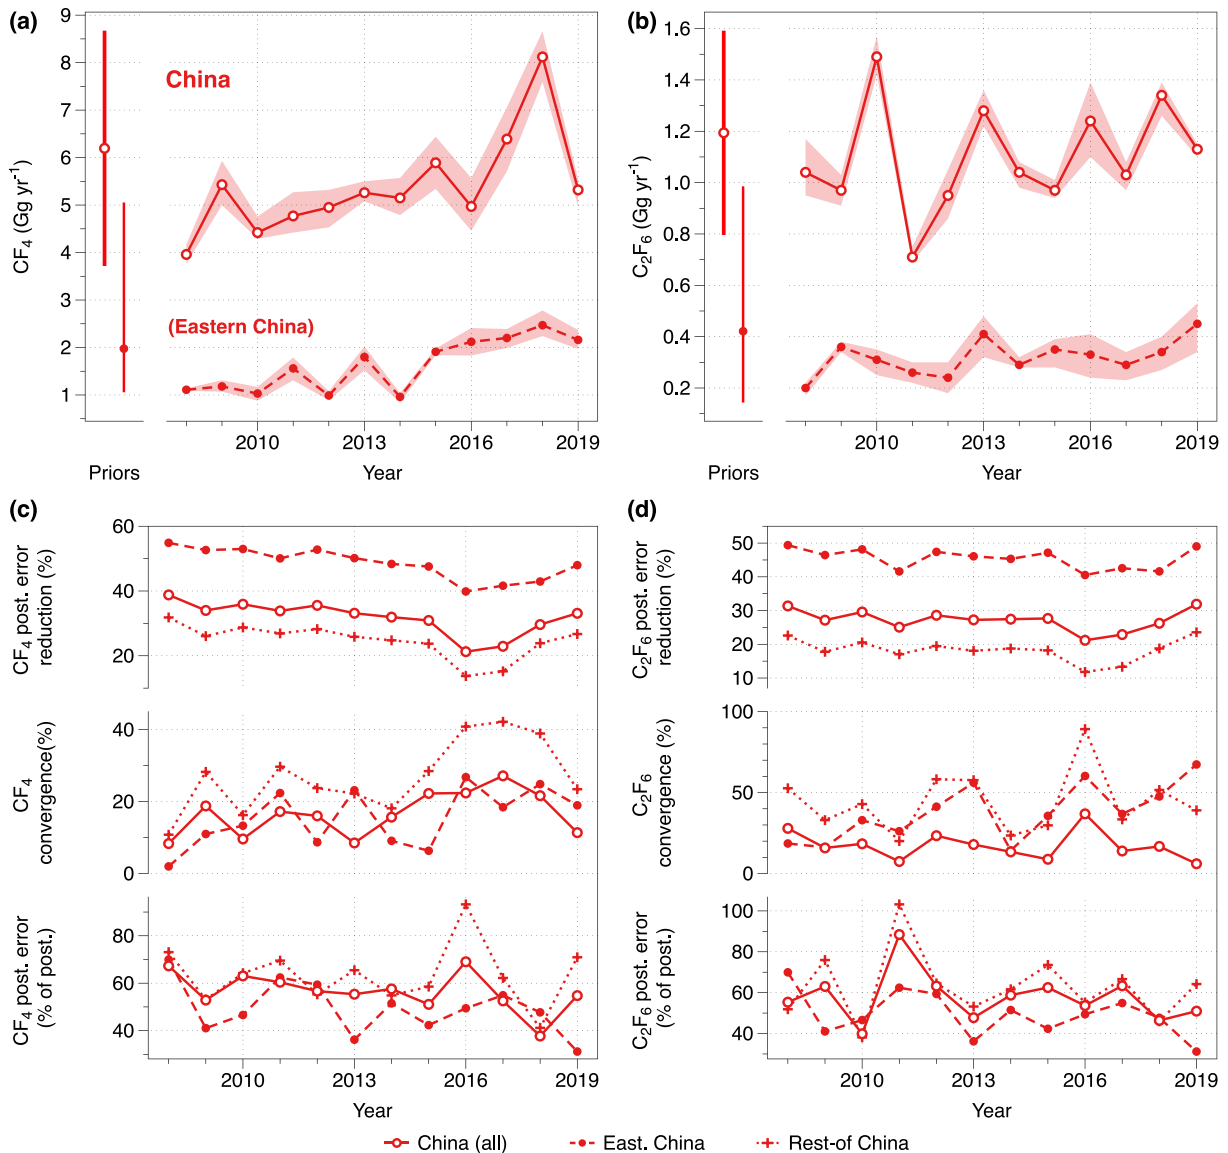 (a)
9
8
7
6
5
4
3
2
1
CF₄ (Gg yr⁻¹)
China
(Eastern China)
2010
2013
2016
2019
Priors
Year
(b)
1.6
1.4
1.2
1.0
0.8
0.6
0.4
0.2
C₂F₆ (Gg yr⁻¹)
2010
2013
2016
2019
Priors
Year
(c)
60
40
20
CF₄ post. error
reduction (%)
40
20
0
CF₄
convergence(%)
80
60
40
CF₄ post. error
(% of post.)
2010
2013
2016
2019
Year
(d)
50
40
30
20
10
C₂F₆ post. error
reduction (%)
100
50
0
C₂F₆
convergence (%)
100
80
60
40
C₂F₆ post. error
(% of post.)
2010
2013
2016
2019
Year
China (all)
East. China
Rest-of China